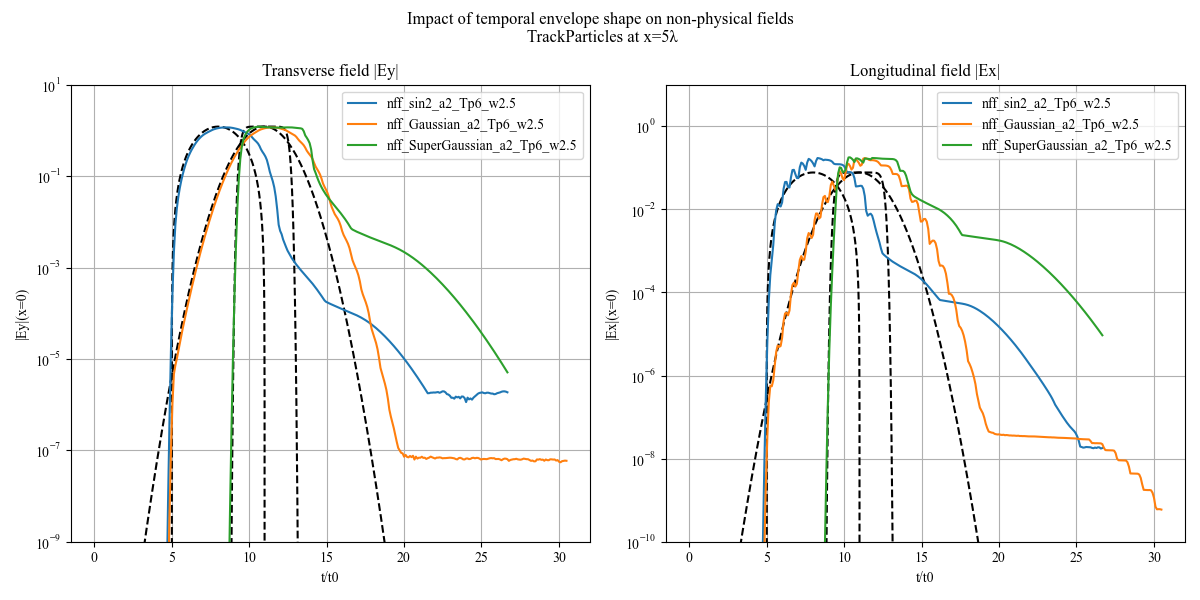 Impact of temporal envelope shape on non-physical fields
TrackParticles at x=5λ
Transverse field |Ey|
nff_sin2_a2_Tp6_w2.5
nff_Gaussian_a2_Tp6_w2.5
nff_SuperGaussian_a2_Tp6_w2.5
|Ey|(x=0)
10¹
10⁻¹
10⁻³
10⁻⁵
10⁻⁷
10⁻⁹
0 5 10 15 20 25 30
t/t0
Longitudinal field |Ex|
nff_sin2_a2_Tp6_w2.5
nff_Gaussian_a2_Tp6_w2.5
nff_SuperGaussian_a2_Tp6_w2.5
|Ex|(x=0)
10⁰
10⁻²
10⁻⁴
10⁻⁶
10⁻⁸
10⁻¹⁰
0 5 10 15 20 25 30
t/t0